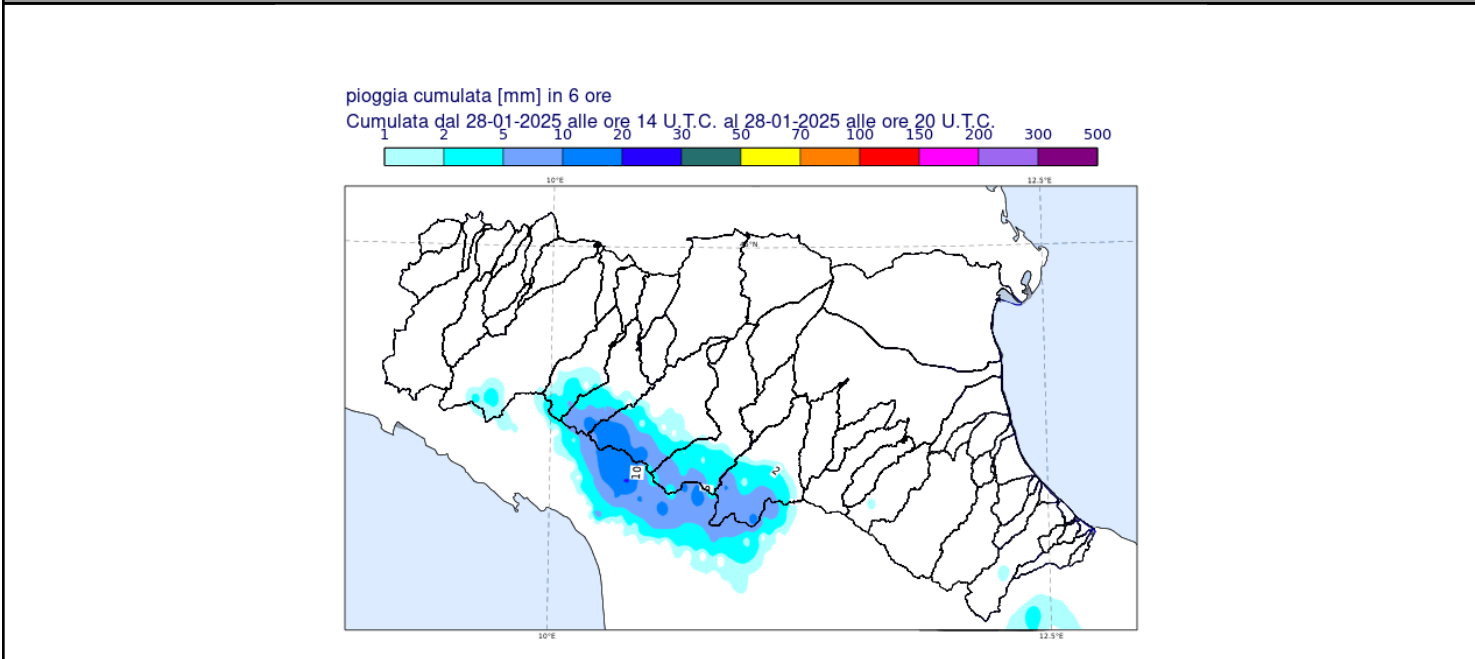 pioggia cumulata [mm] in 6 ore
Cumulata dal 28-01-2025 alle ore 14 U.T.C. al 28-01-2025 alle ore 20 U.T.C.
1 2 5 10 20 30 50 70 100 150 200 300 500
10°E 12.5°E
2
10
10°E 12.5°E